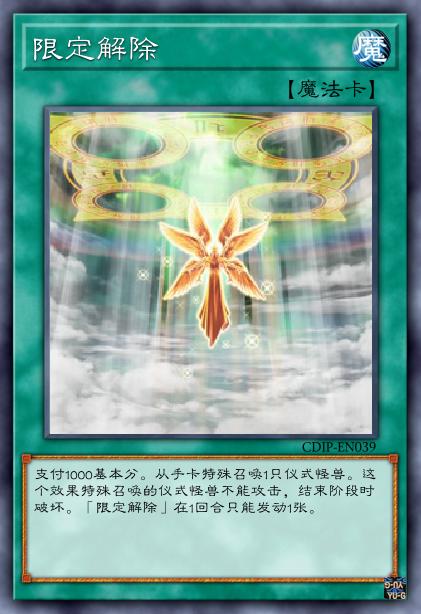 限定解除
魔
【魔法卡】
CDIP-EN039
支付1000基本分。从手卡特殊召唤1只仪式怪兽。这
个效果特殊召唤的仪式怪兽不能攻击，结束阶段时
破坏。「限定解除」在1回合只能发动1张。